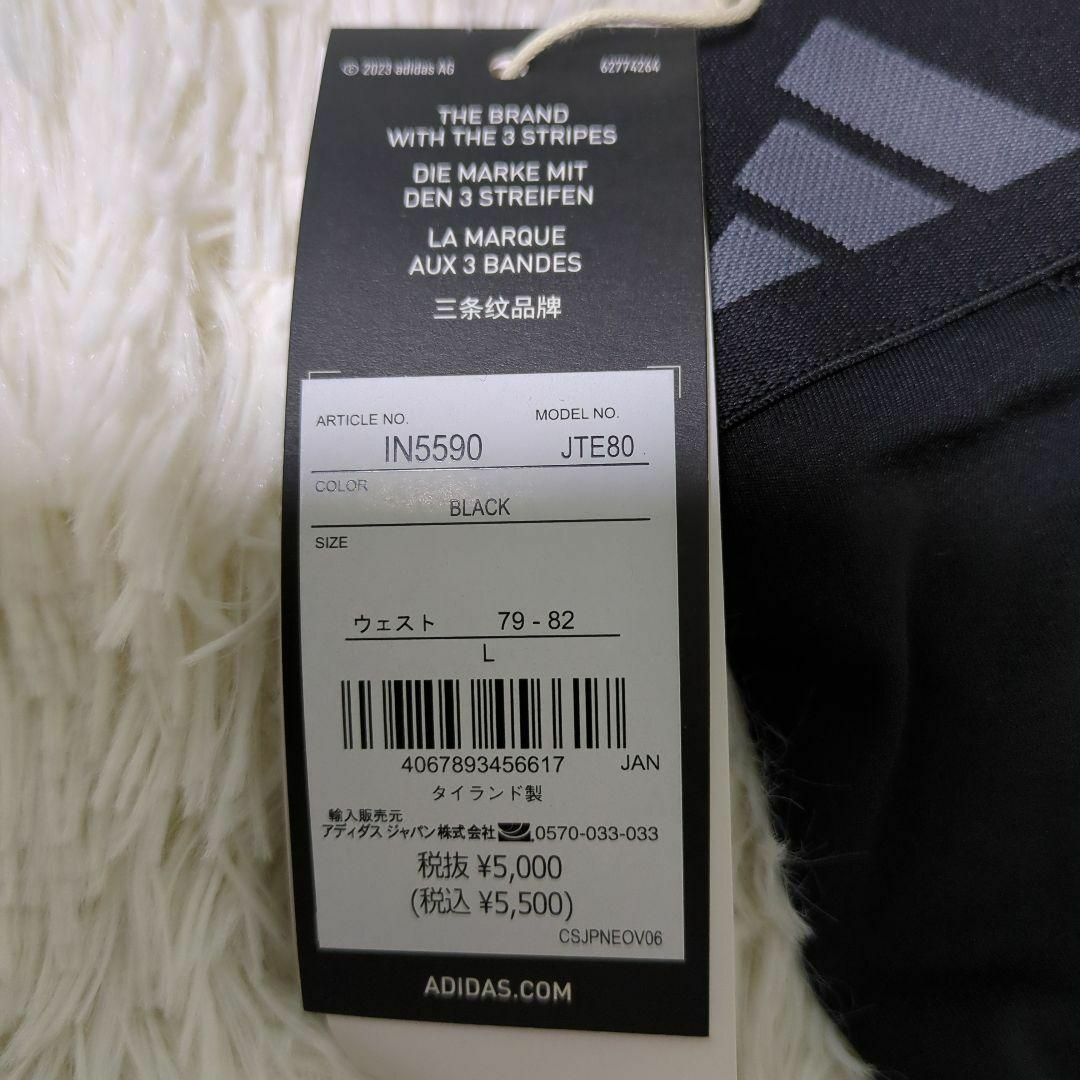 © 2023 adidas AG
62774264
THE BRAND
WITH THE 3 STRIPES
DIE MARKE MIT
DEN 3 STREIFEN
LA MARQUE
AUX 3 BANDES
三条纹品牌
ARTICLE NO. MODEL NO.
IN5590 JTE80
COLOR
BLACK
SIZE
ウェスト 79 - 82
L
4067893456617 JAN
タイランド製
輸入販売元
アディダス ジャパン株式会社 0570-033-033
税抜 ¥5,000
(税込 ¥5,500)
CSJPNEOV06
ADIDAS.COM